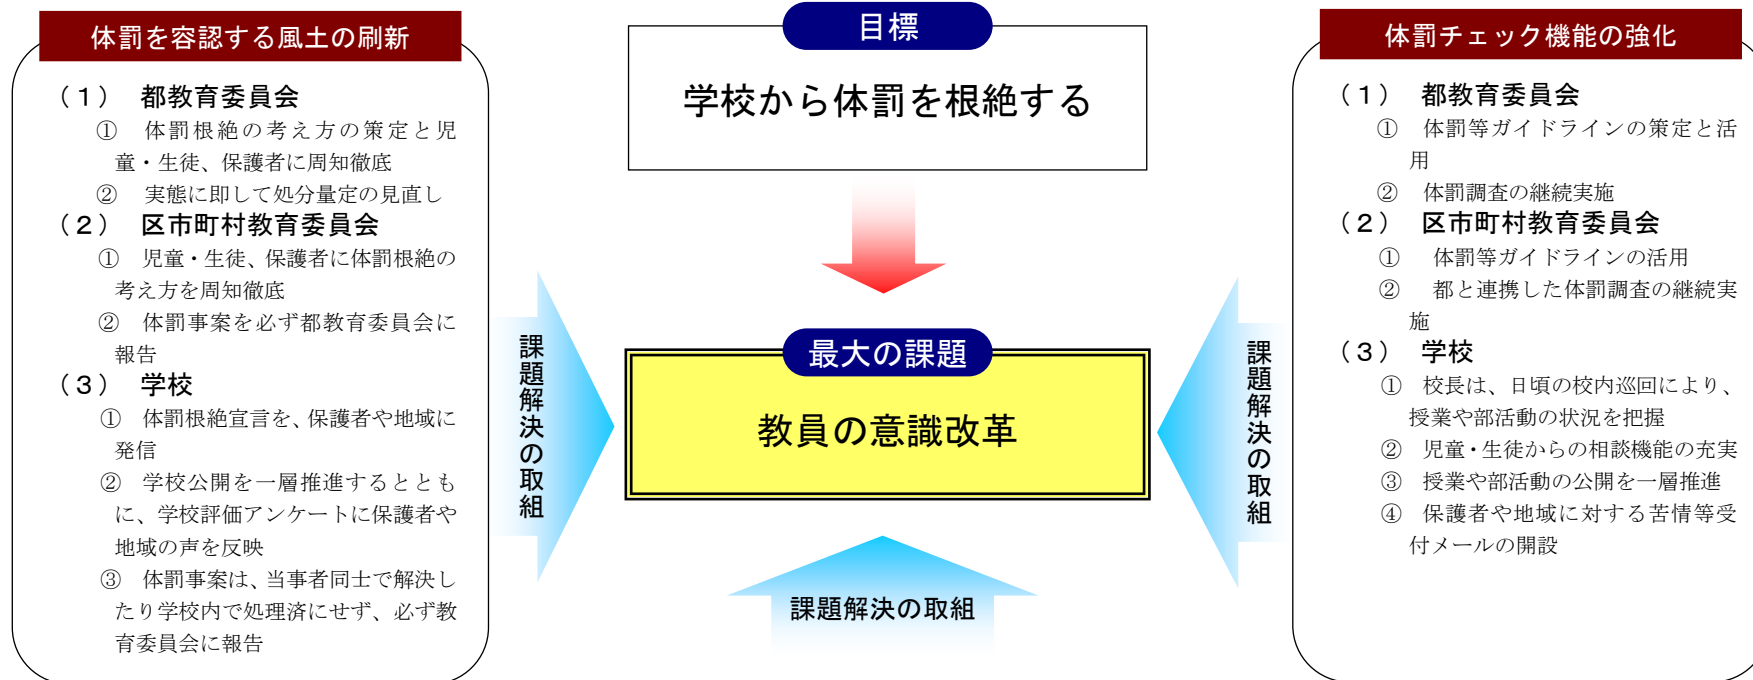 体罰を容認する風土の刷新
（１） 都教育委員会
① 体罰根絶の考え方の策定と児
童・生徒、保護者に周知徹底
② 実態に即して処分量定の見直し
（２） 区市町村教育委員会
① 児童・生徒、保護者に体罰根絶の
考え方を周知徹底
② 体罰事案を必ず都教育委員会に
報告
（３） 学校
① 体罰根絶宣言を、保護者や地域に
発信
② 学校公開を一層推進するととも
に、学校評価アンケートに保護者や
地域の声を反映
③ 体罰事案は、当事者同士で解決し
たり学校内で処理済にせず、必ず教
育委員会に報告
課題解決の取組
目標
学校から体罰を根絶する
最大の課題
教員の意識改革
課題解決の取組
課題解決の取組
体罰チェック機能の強化
（１） 都教育委員会
① 体罰等ガイドラインの策定と活
用
② 体罰調査の継続実施
（２） 区市町村教育委員会
① 体罰等ガイドラインの活用
② 都と連携した体罰調査の継続実
施
（３） 学校
① 校長は、日頃の校内巡回により、
授業や部活動の状況を把握
② 児童・生徒からの相談機能の充実
③ 授業や部活動の公開を一層推進
④ 保護者や地域に対する苦情等受
付メールの開設